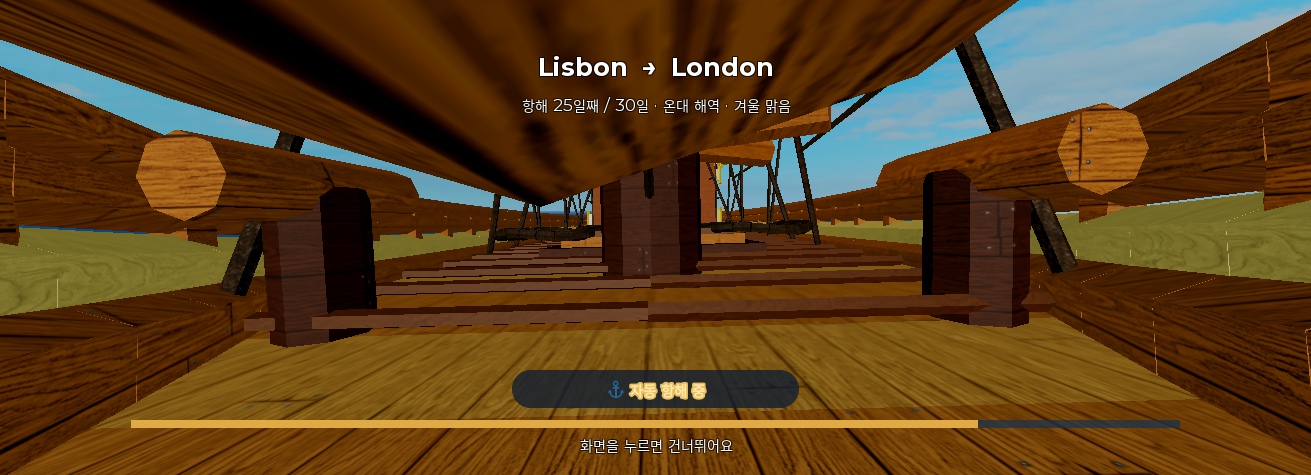 Lisbon → London
항해 25일째 / 30일 · 온대 해역 · 겨울 맑음
⚓ 자동 항해 중
화면을 누르면 건너뛰어요